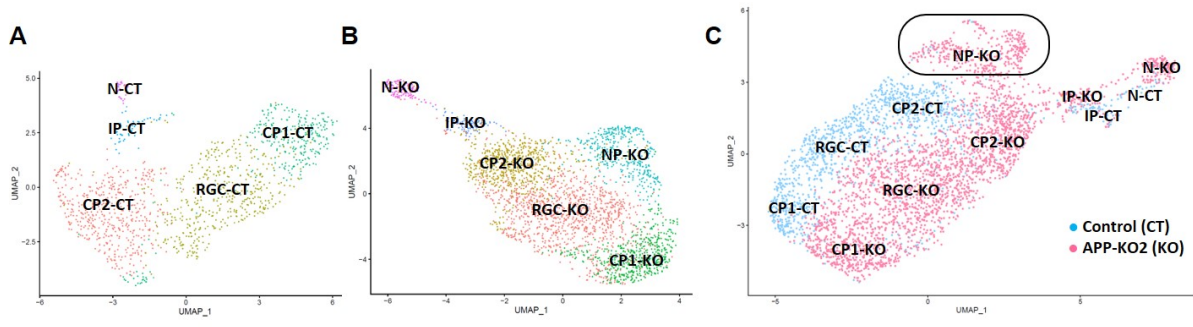 A
5.0
2.5
0.0
−2.5
UMAP_2
−6
−3
0
3
6
UMAP_1
N-CT
IP-CT
CP1-CT
RGC-CT
CP2-CT
B
4
0
−4
UMAP_2
−6
−4
−2
0
2
4
UMAP_1
N-KO
IP-KO
CP2-KO
NP-KO
RGC-KO
CP1-KO
C
6
3
0
−3
UMAP_2
−5
0
5
UMAP_1
NP-KO
N-KO
IP-KO
N-CT
CP2-CT
IP-CT
CP2-KO
RGC-CT
RGC-KO
CP1-CT
CP1-KO
Control (CT)
APP-KO2 (KO)